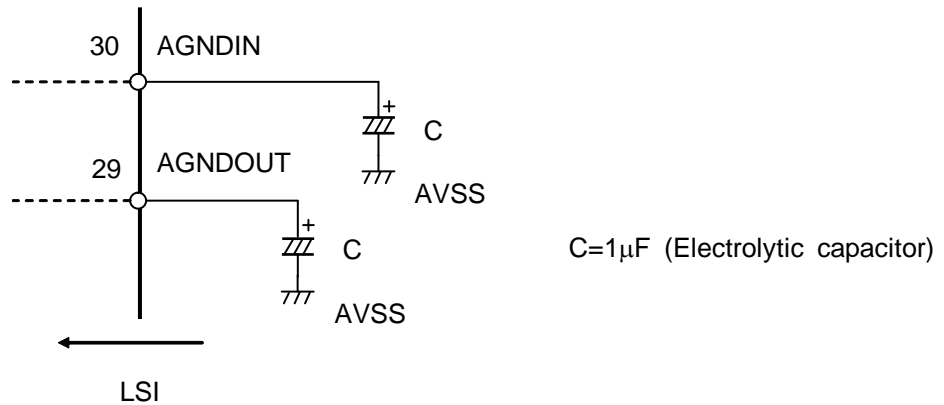 30 AGNDIN
+
C
AVSS
29 AGNDOUT
+
C
AVSS
C=1μF (Electrolytic capacitor)
LSI